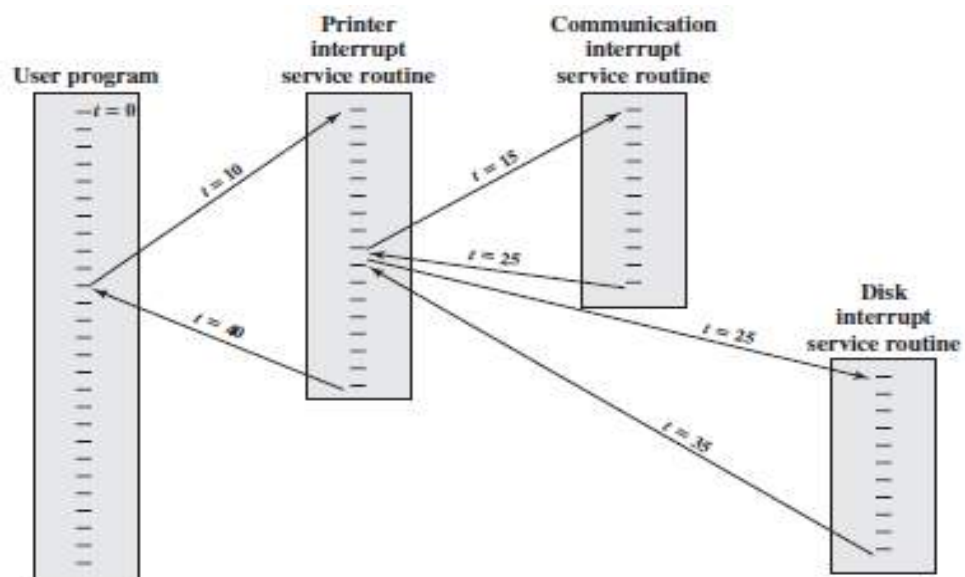 User program
Printer
interrupt
service routine
Communication
interrupt
service routine
t = 0
t = 10
t = 15
t = 25
t = 40
t = 25
t = 35
Disk
interrupt
service routine